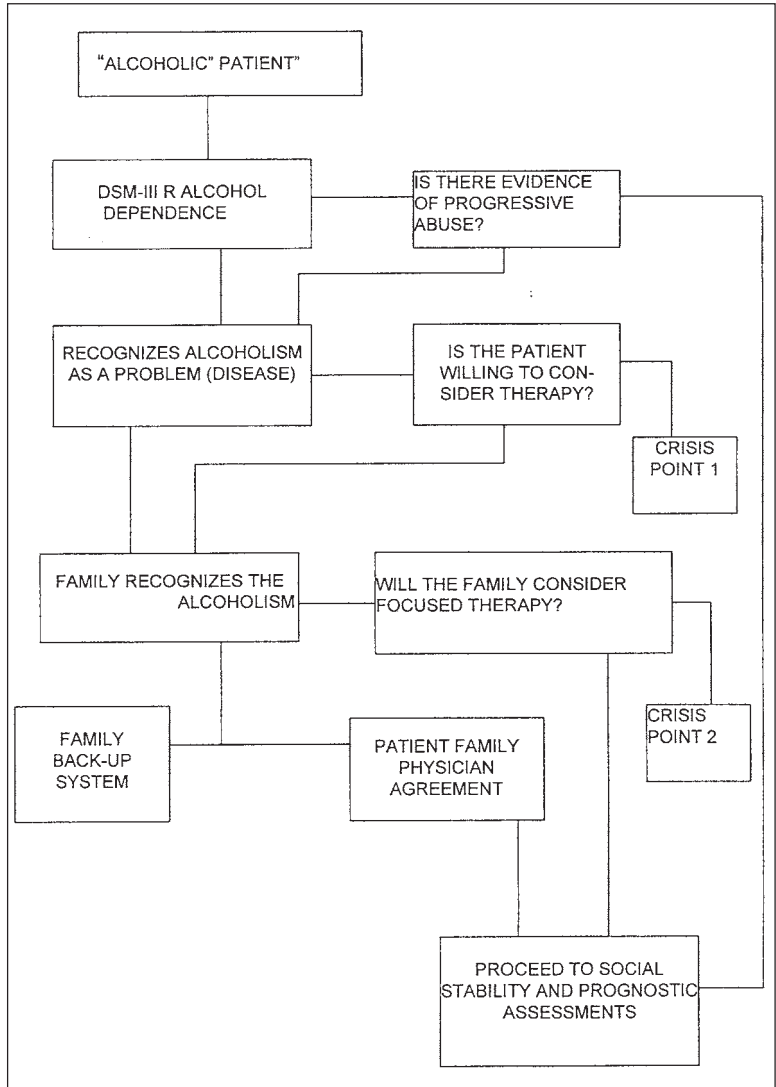 “ALCOHOLIC” PATIENT”
DSM-III R ALCOHOL
DEPENDENCE
IS THERE EVIDENCE
OF PROGRESSIVE
ABUSE?
RECOGNIZES ALCOHOLISM
AS A PROBLEM (DISEASE)
IS THE PATIENT
WILLING TO CON-
SIDER THERAPY?
CRISIS
POINT 1
FAMILY RECOGNIZES THE
ALCOHOLISM
WILL THE FAMILY CONSIDER
FOCUSED THERAPY?
CRISIS
POINT 2
FAMILY
BACK-UP
SYSTEM
PATIENT FAMILY
PHYSICIAN
AGREEMENT
PROCEED TO SOCIAL
STABILITY AND PROGNOSTIC
ASSESSMENTS